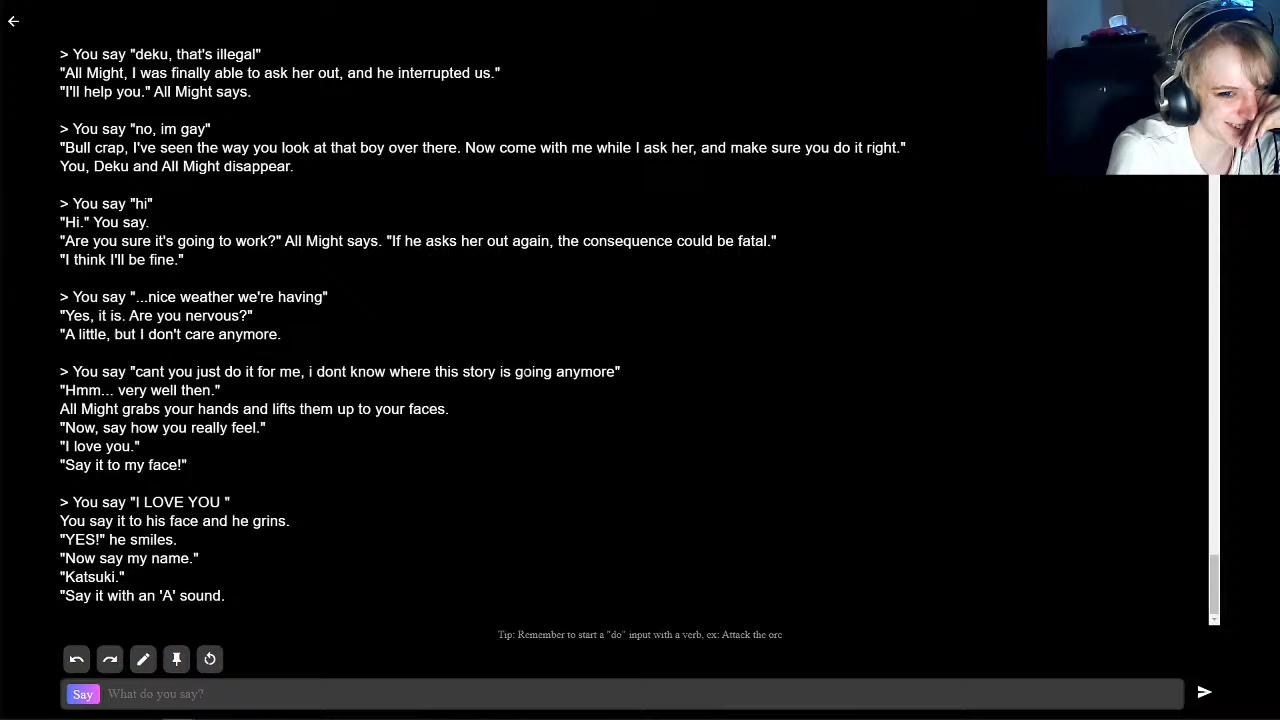 > You say "deku, that's illegal"
"All Might, I was finally able to ask her out, and he interrupted us."
"I'll help you." All Might says.
> You say "no, im gay"
"Bull crap, I've seen the way you look at that boy over there. Now come with me while I ask her, and make sure you do it right."
You, Deku and All Might disappear.
> You say "hi"
"Hi." You say.
"Are you sure it's going to work?" All Might says. "If he asks her out again, the consequence could be fatal."
"I think I'll be fine."
> You say "...nice weather we're having"
"Yes, it is. Are you nervous?"
"A little, but I don't care anymore.
> You say "cant you just do it for me, i dont know where this story is going anymore"
"Hmm... very well then."
All Might grabs your hands and lifts them up to your faces.
"Now, say how you really feel."
"I love you."
"Say it to my face!"
> You say "I LOVE YOU "
You say it to his face and he grins.
"YES!" he smiles.
"Now say my name."
"Katsuki."
"Say it with an 'A' sound.
Tip: Remember to start a "do" input with a verb, ex: Attack the orc
Say What do you say?